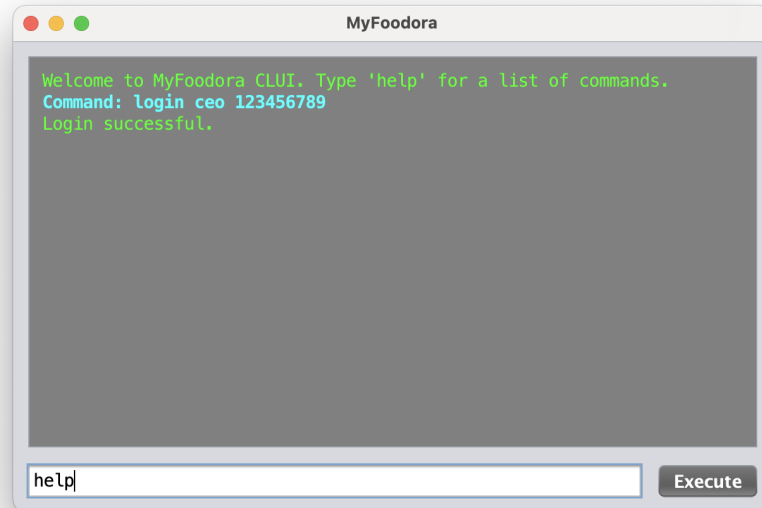 MyFoodora
Welcome to MyFoodora CLUI. Type 'help' for a list of commands.
Command: login ceo 123456789
Login successful.
help
Execute